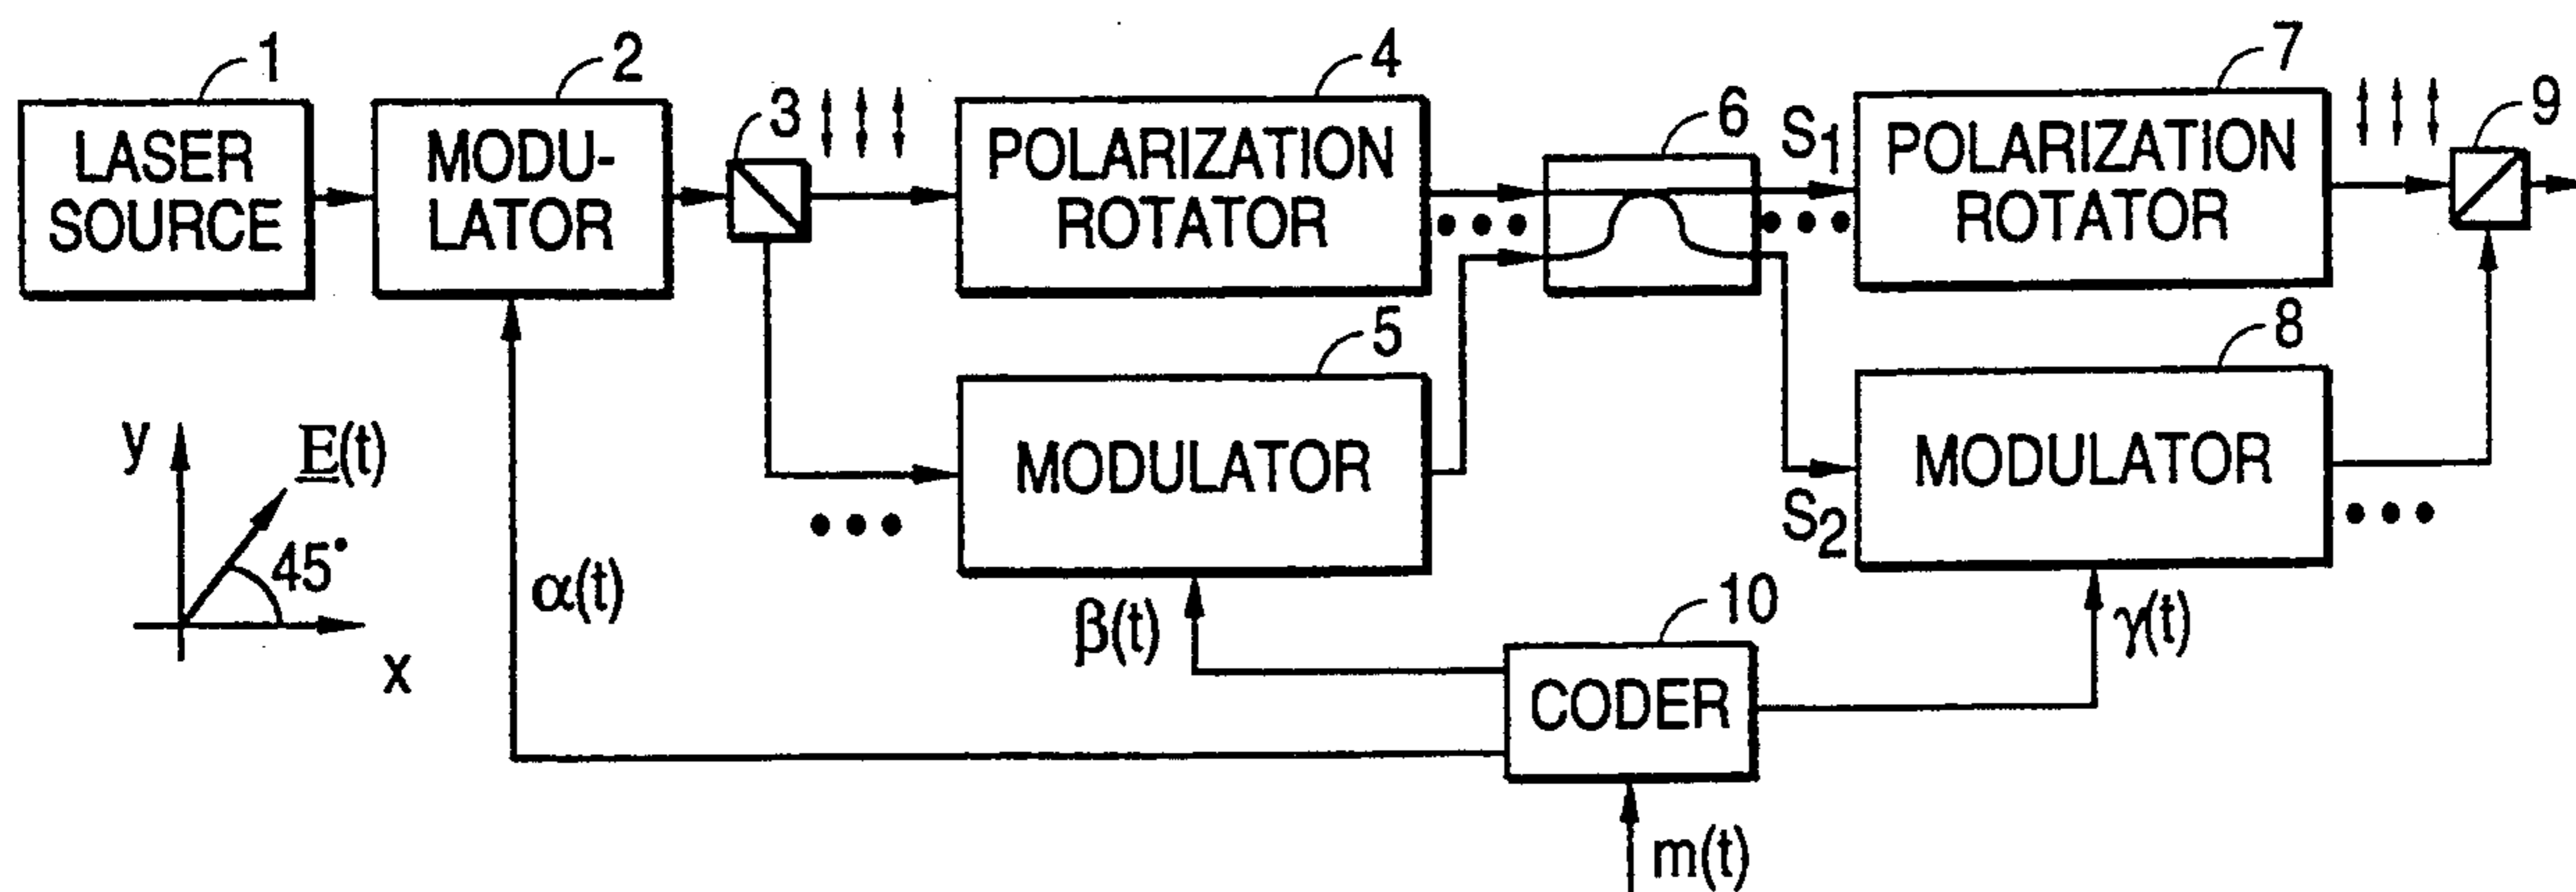 1
2
3
4
6
7
9
LASER
SOURCE
MODU-
LATOR
POLARIZATION
ROTATOR
S1
POLARIZATION
ROTATOR
5
8
MODULATOR
MODULATOR
S2
y
E(t)
45°
x
α(t)
β(t)
10
γ(t)
CODER
m(t)